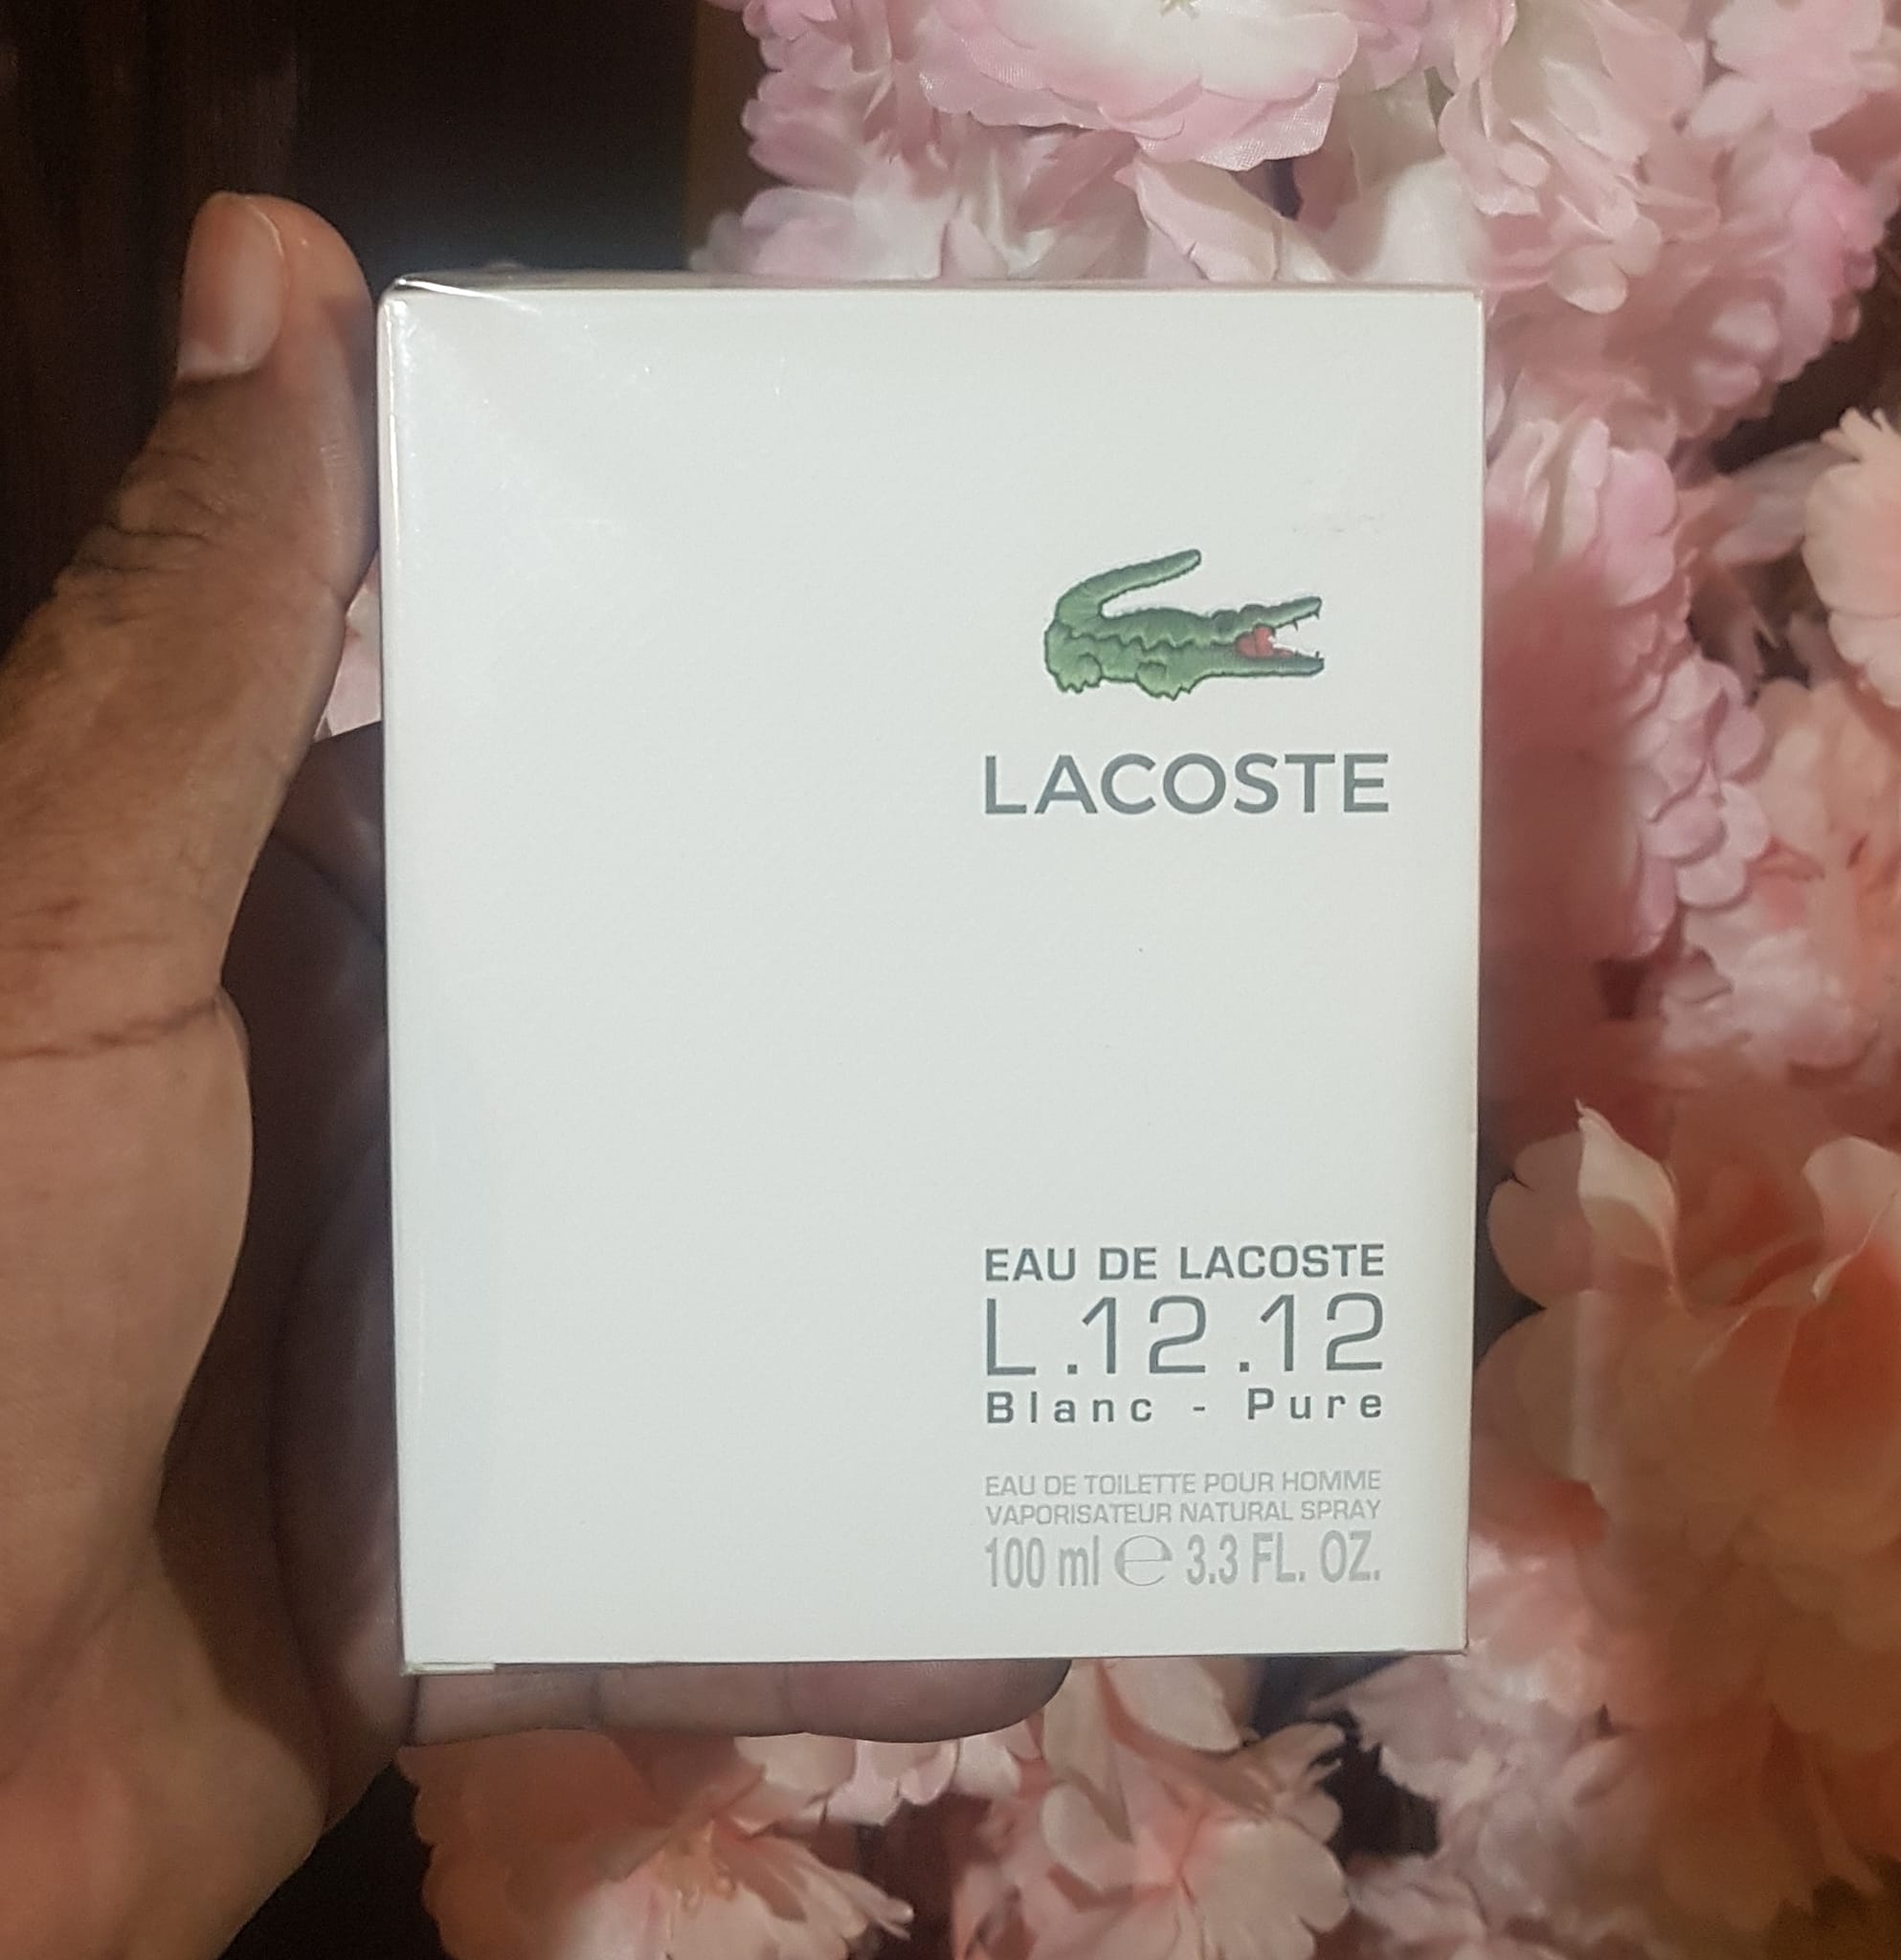 LACOSTE
EAU DE LACOSTE
L.12.12
Blanc - Pure
EAU DE TOILETTE POUR HOMME
VAPORISATEUR NATURAL SPRAY
100 ml ℮ 3.3 FL. OZ.